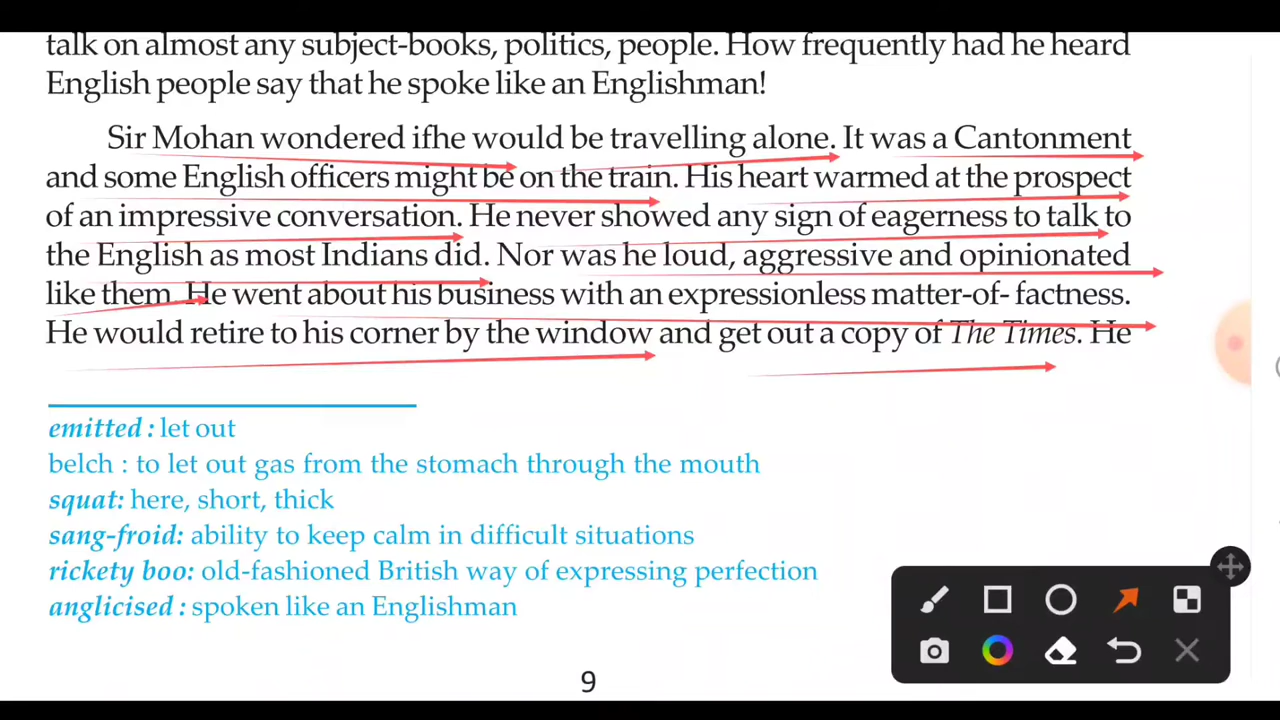 talk on almost any subject-books, politics, people. How frequently had he heard
English people say that he spoke like an Englishman!
Sir Mohan wondered ifhe would be travelling alone. It was a Cantonment
and some English officers might be on the train. His heart warmed at the prospect
of an impressive conversation. He never showed any sign of eagerness to talk to
the English as most Indians did. Nor was he loud, aggressive and opinionated
like them. He went about his business with an expressionless matter-of- factness.
He would retire to his corner by the window and get out a copy of The Times. He
emitted : let out
belch : to let out gas from the stomach through the mouth
squat: here, short, thick
sang-froid: ability to keep calm in difficult situations
rickety boo: old-fashioned British way of expressing perfection
anglicised : spoken like an Englishman
9